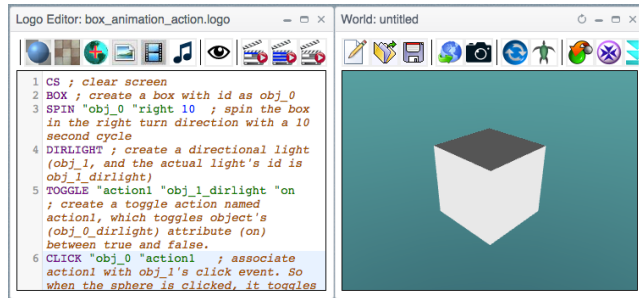 Logo Editor: box_animation_action.logo
World: untitled
1 CS ; clear screen
2 BOX ; create a box with id as obj_0
3 SPIN "obj_0 "right 10 ; spin the box
in the right turn direction with a 10
second cycle
4 DIRLIGHT ; create a directional light
(obj_1, and the actual light's id is
obj_1_dirlight)
5 TOGGLE "action1 "obj_1_dirlight "on
; create a toggle action named
action1, which toggles object's
(obj_0_dirlight) attribute (on)
between true and false.
6 CLICK "obj_0 "action1 ; associate
action1 with obj_1's click event. So
when the sphere is clicked, it toggles